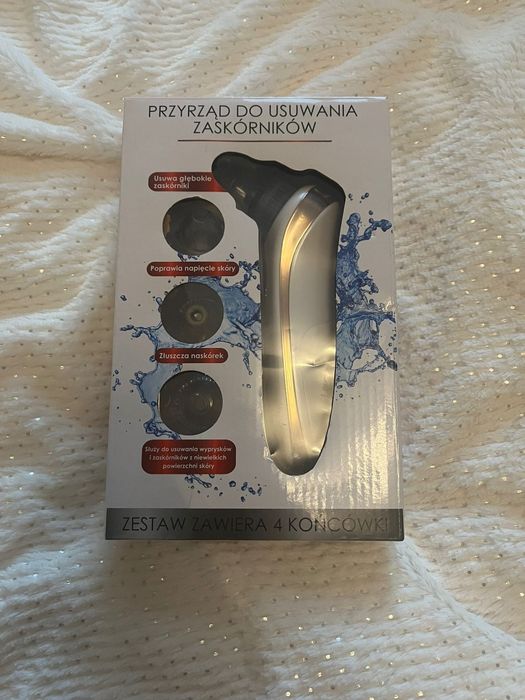 PRZYRZĄD DO USUWANIA
ZASKÓRNIKÓW
Usuwa głębokie
zaskórniki
Poprawia napięcie skóry
Złuszcza naskórek
Służy do usuwania wyprysków
i zaskórników z niewielkich
powierzchni skóry
ZESTAW ZAWIERA 4 KOŃCÓWKI